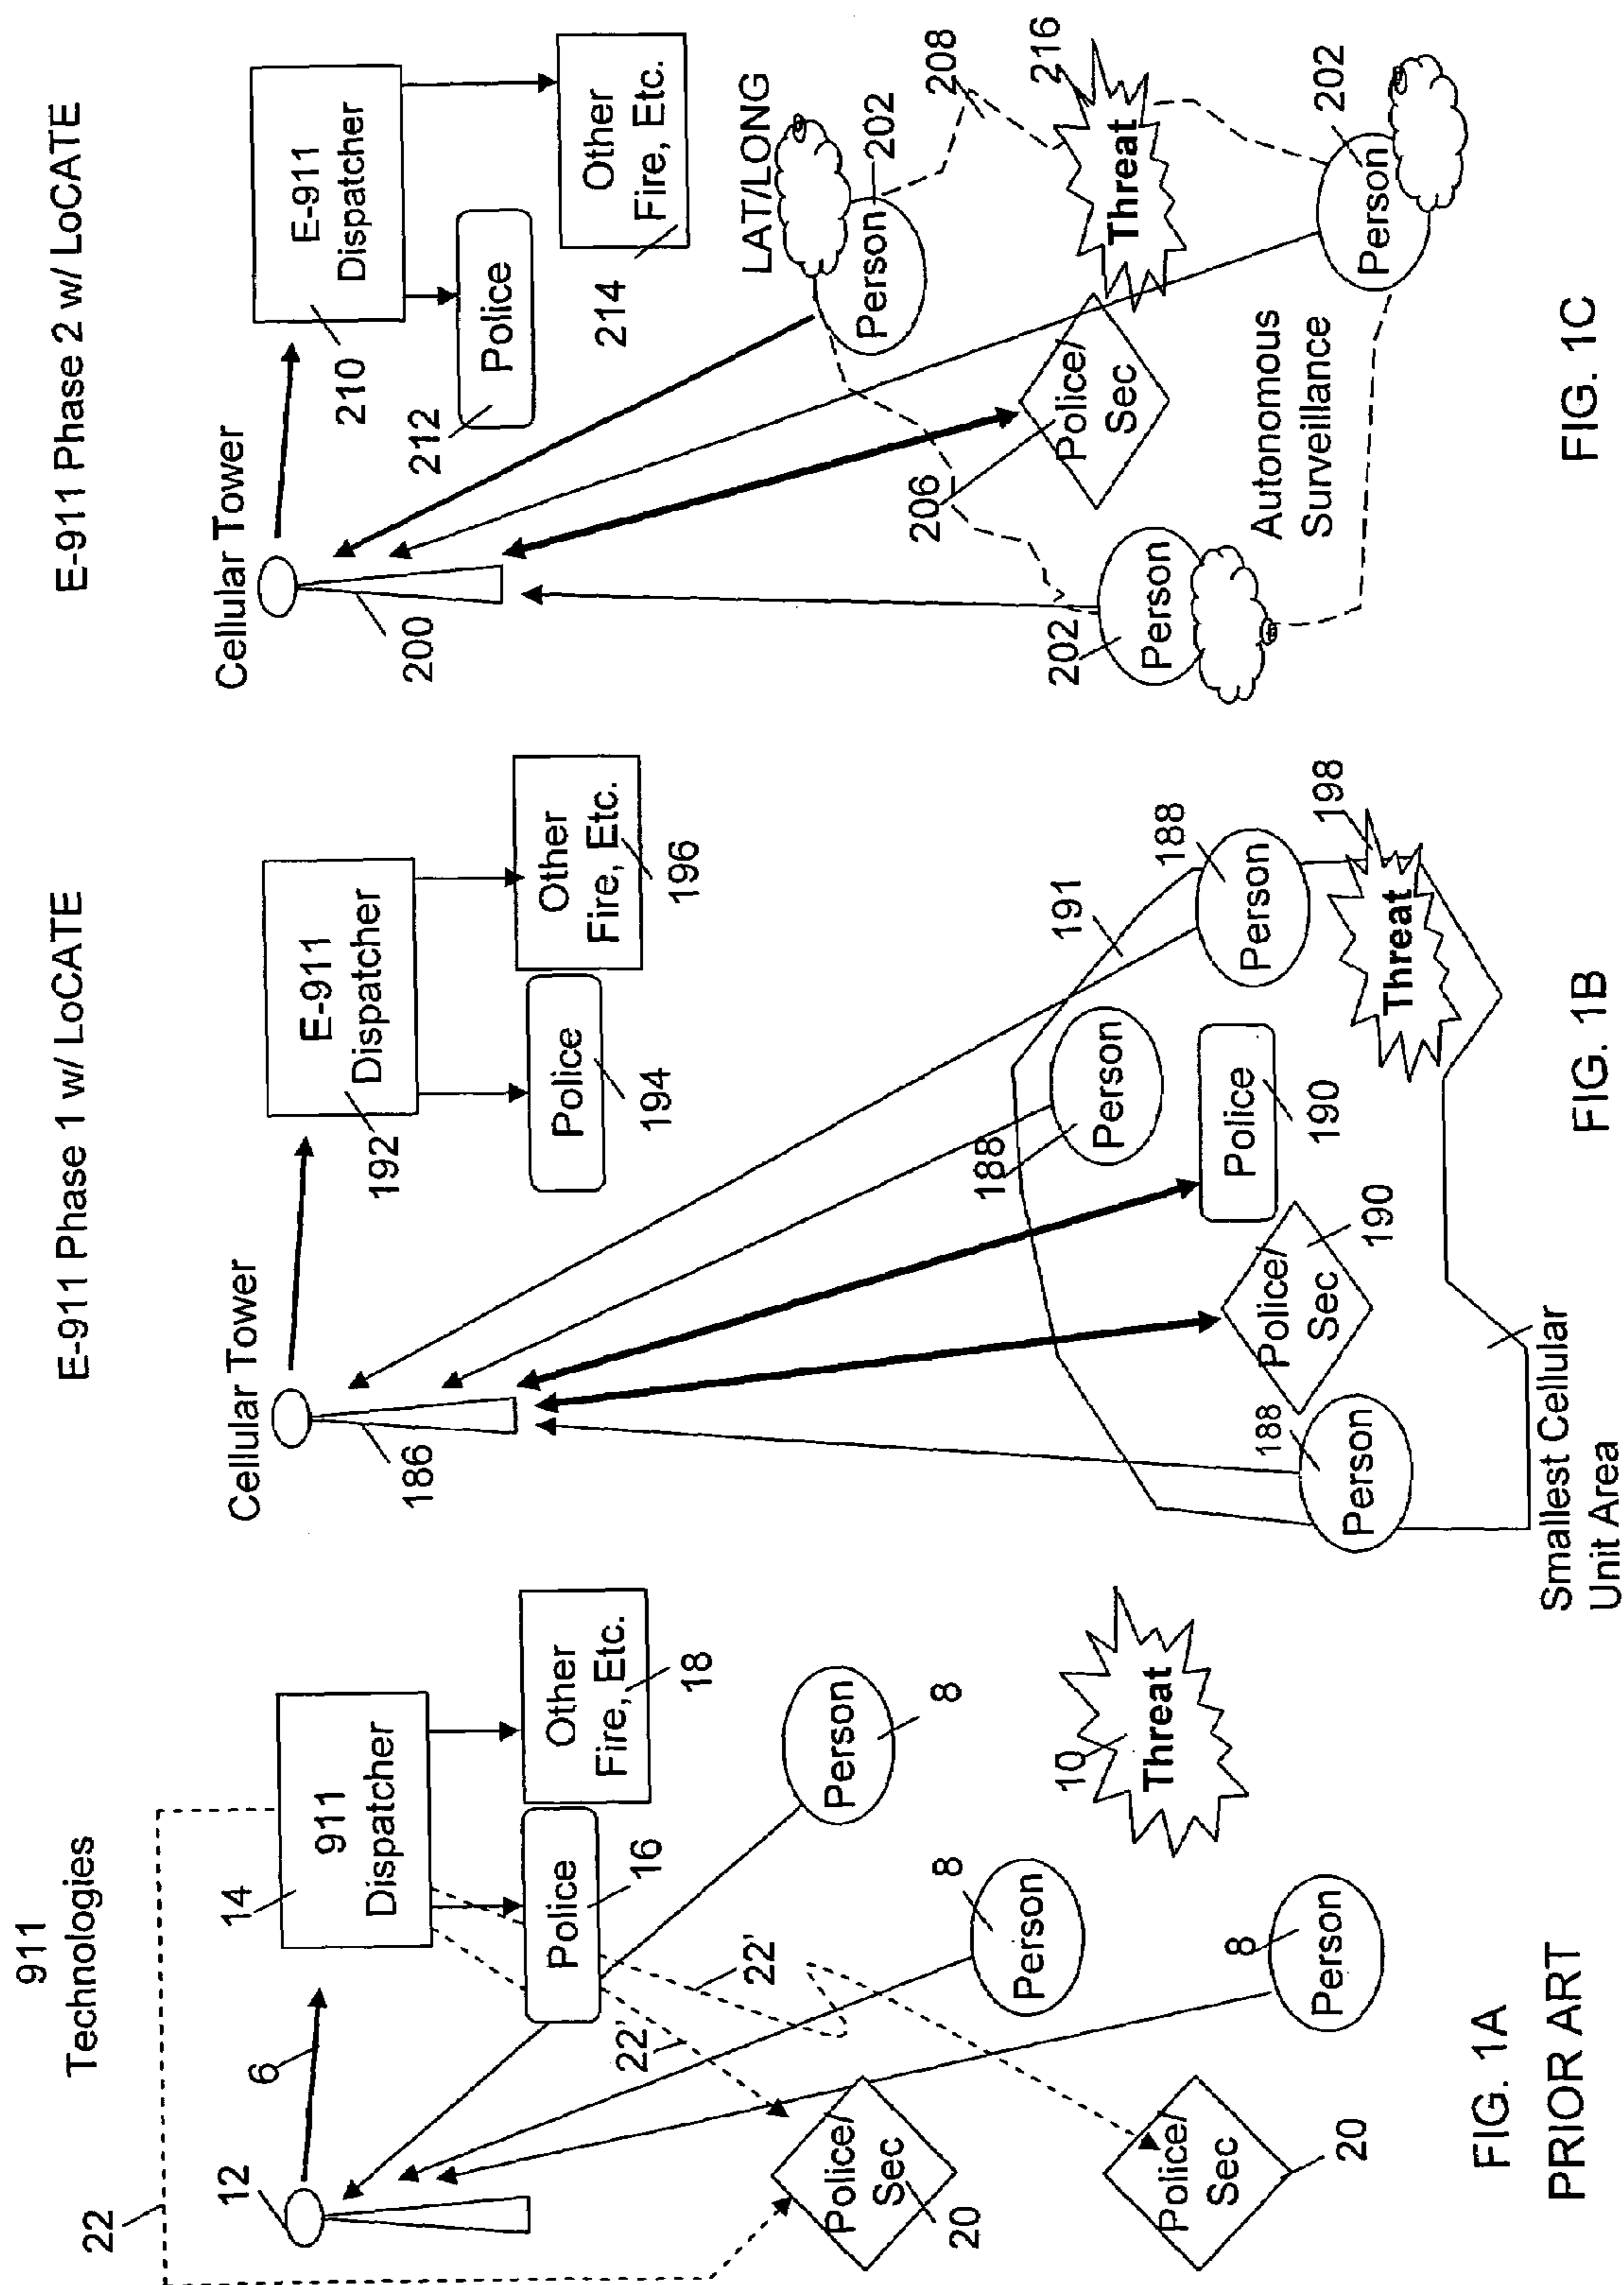 911
Technologies
22
12
6
14
911
Dispatcher
Police
16
Other
Fire, Etc.
18
22'
22'
Person
8
Person
8
Person
8
10
Threat
Police/
Sec
20
Police/
Sec
20
FIG. 1A
PRIOR ART
E-911 Phase 1 w/ LoCATE
Cellular Tower
186
192
E-911
Dispatcher
Police
194
Other
Fire, Etc.
196
191
188
Person
188
Person
188
Person
Police/
Sec
190
Police
190
Threat
198
Smallest Cellular
Unit Area
FIG. 1B
E-911 Phase 2 w/ LoCATE
Cellular Tower
200
210
E-911
Dispatcher
212
Police
214
Other
Fire, Etc.
LAT/LONG
Person
202
208
216
Threat
206
Police/
Sec
202
Person
202
Person
Autonomous
Surveillance
FIG. 1C